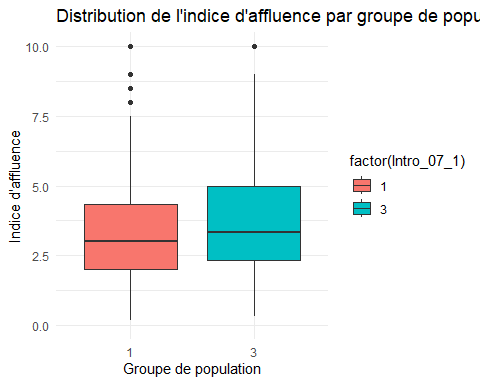 Distribution de l'indice d'affluence par groupe de popu
10.0
7.5
5.0
2.5
0.0
Indice d'affluence
1
3
Groupe de population
factor(Intro_07_1)
1
3